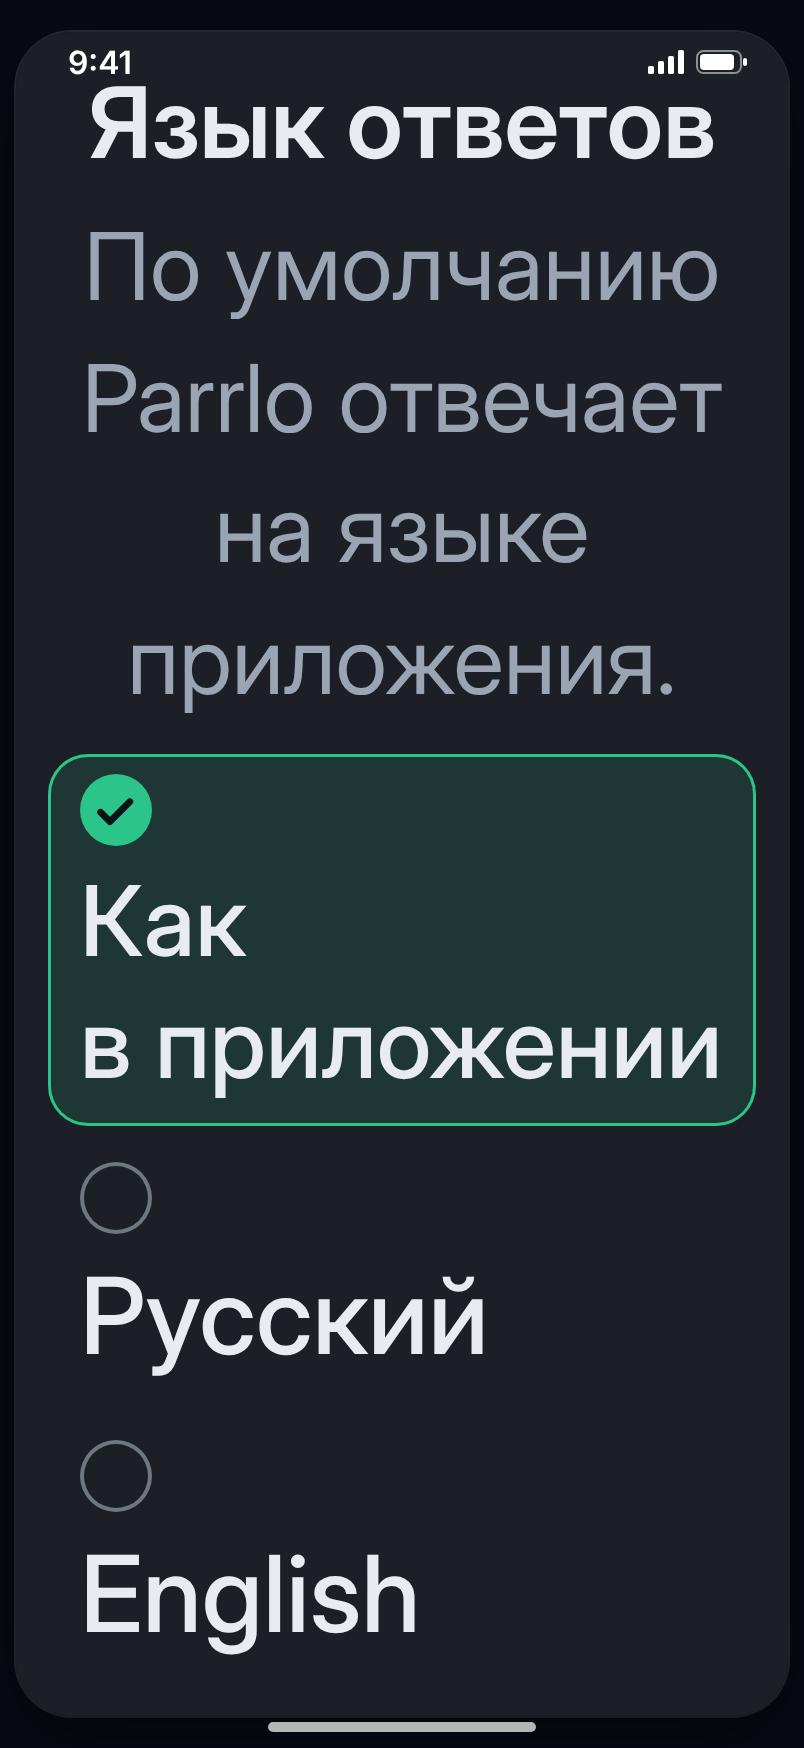 9:41
Язык ответов
По умолчанию
Parrlo отвечает
на языке
приложения.
Как
в приложении
Русский
English